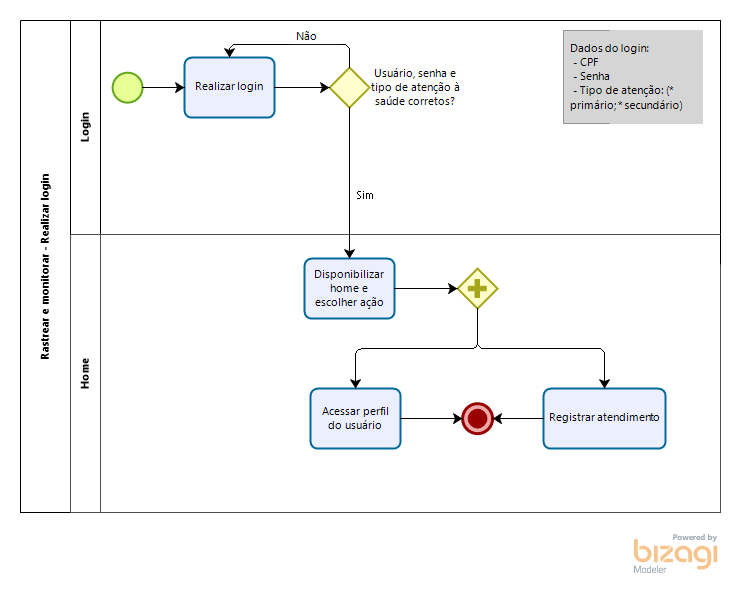 Rastrear e monitorar - Realizar login
Login
Não
Realizar login
Usuário, senha e
tipo de atenção à
saúde corretos?
Dados do login:
- CPF
- Senha
- Tipo de atenção: (*
primário;* secundário)
Sim
Home
Disponibilizar
home e
escolher ação
Acessar perfil
do usuário
Registrar atendimento
Powered by
bizagi
Modeler